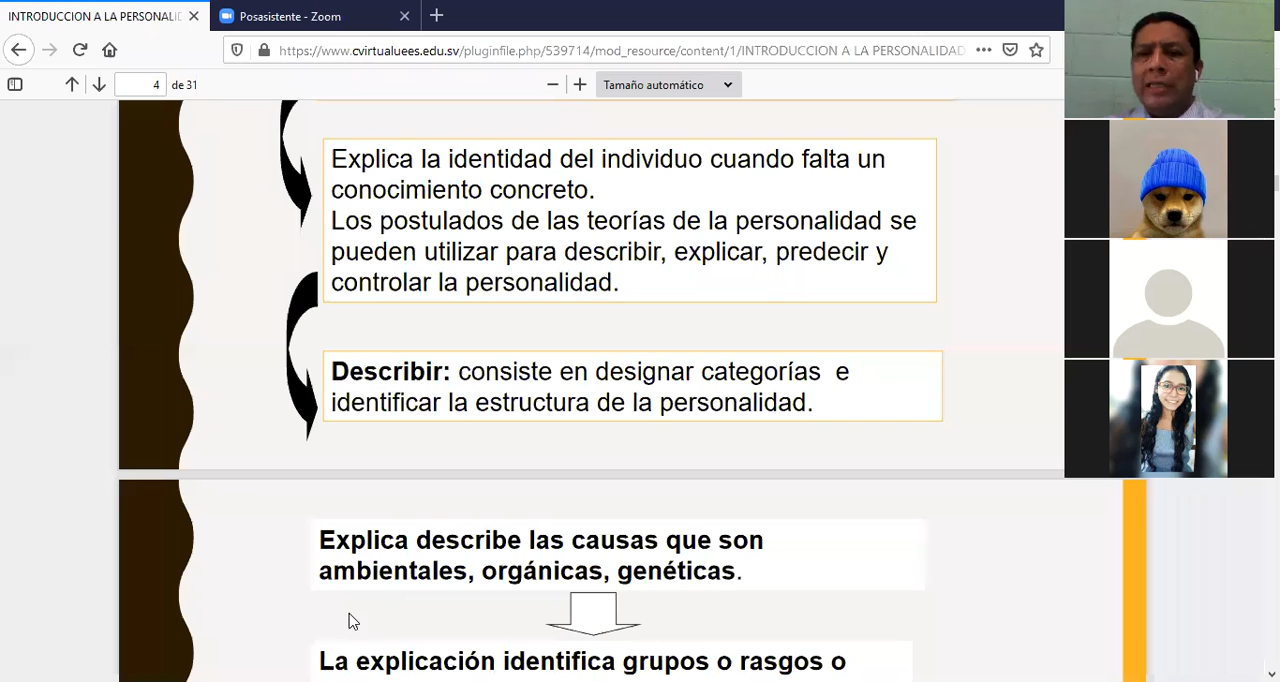 INTRODUCCION A LA PERSONALI
Posasistente - Zoom
https://www.cvirtualuees.edu.sv/pluginfile.php/539714/mod_resource/content/1/INTRODUCCION A LA PERSONALIDAD
4 de 31
Tamaño automático
Explica la identidad del individuo cuando falta un
conocimiento concreto.
Los postulados de las teorías de la personalidad se
pueden utilizar para describir, explicar, predecir y
controlar la personalidad.
Describir: consiste en designar categorías e
identificar la estructura de la personalidad.
Explica describe las causas que son
ambientales, orgánicas, genéticas.
La explicación identifica grupos o rasgos o